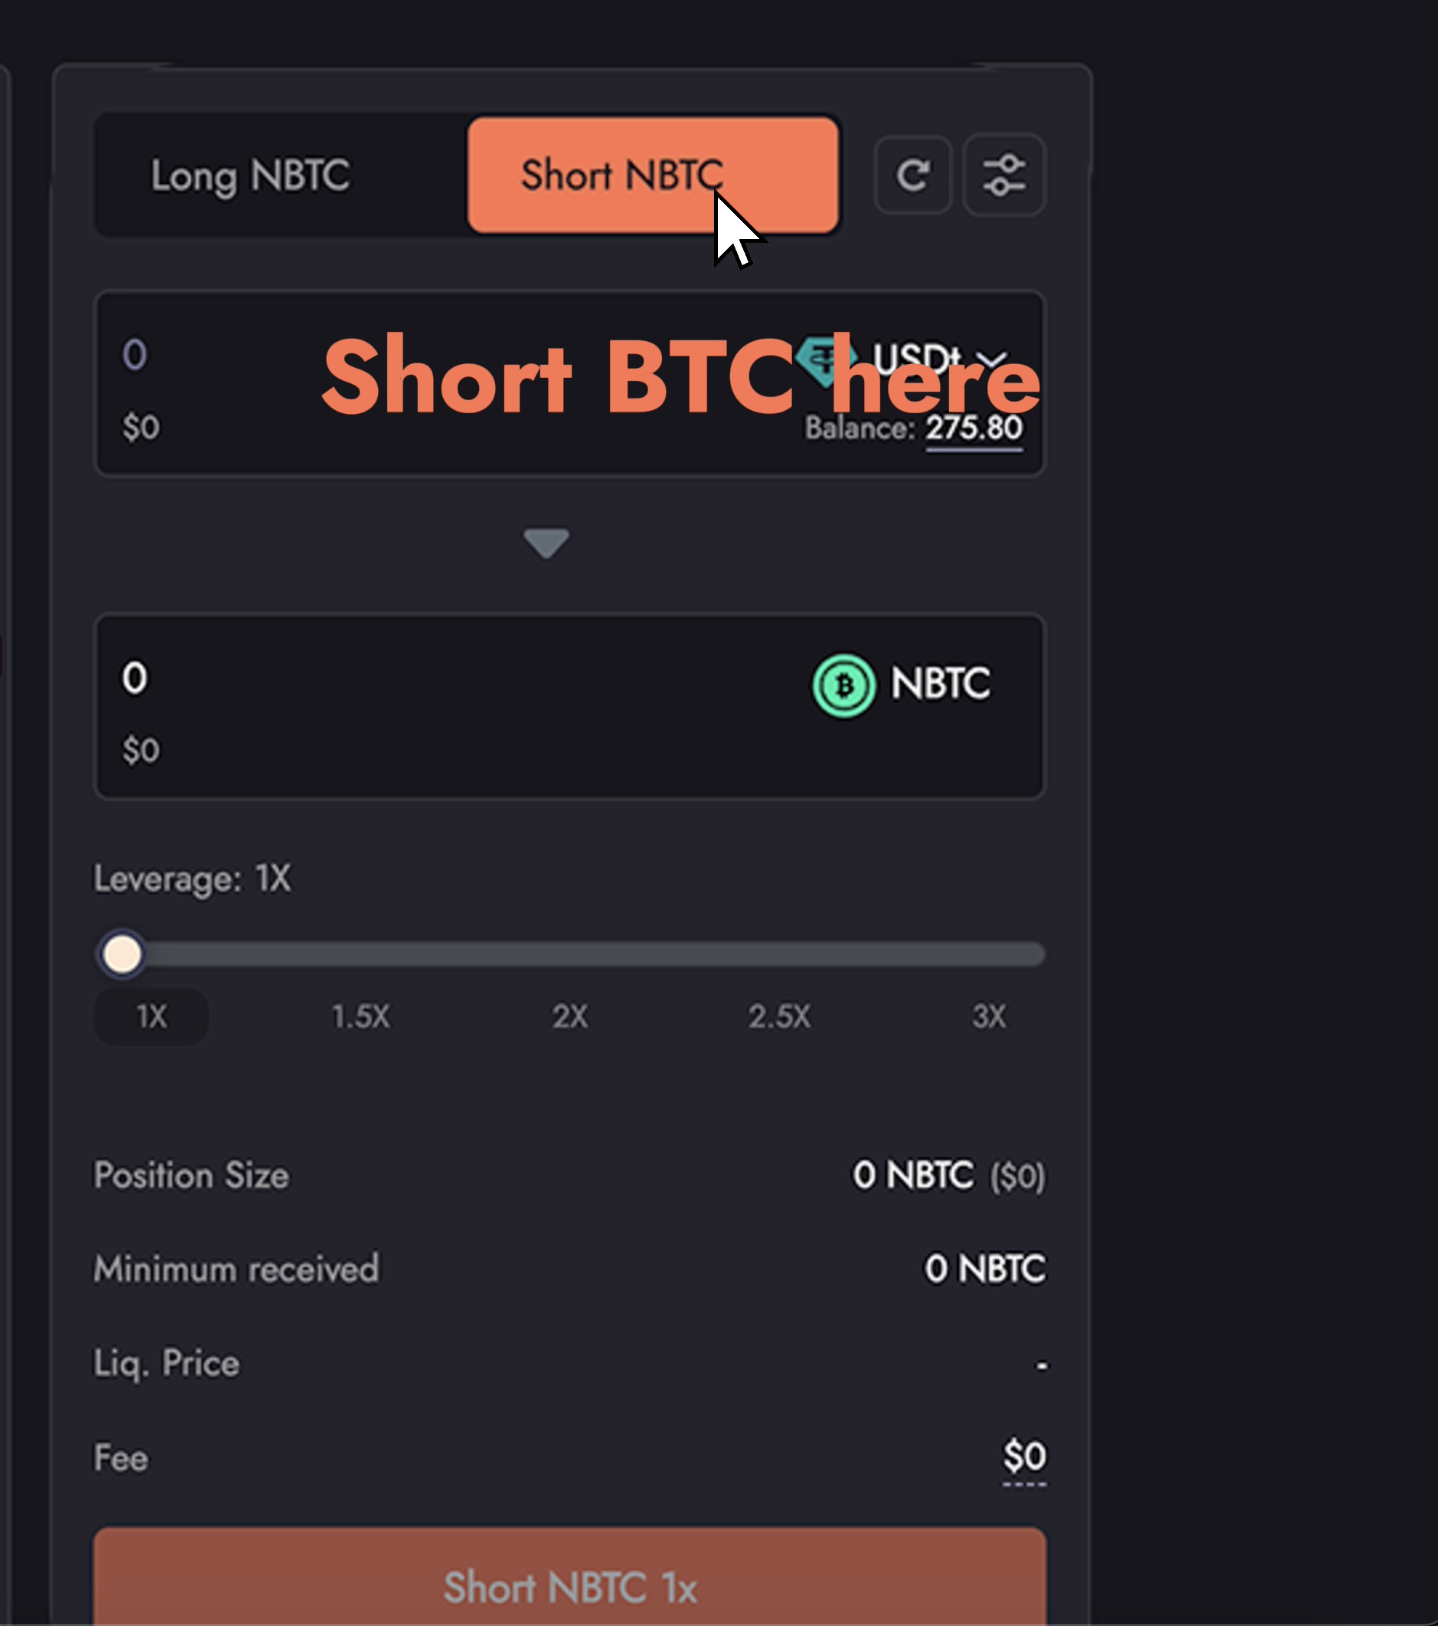 Long NBTC Short NBTC
0 USDt
Short BTC here
$0 Balance: 275.80
0 NBTC
$0
Leverage: 1X
1X 1.5X 2X 2.5X 3X
Position Size 0 NBTC ($0)
Minimum received 0 NBTC
Liq. Price -
Fee $0
Short NBTC 1x